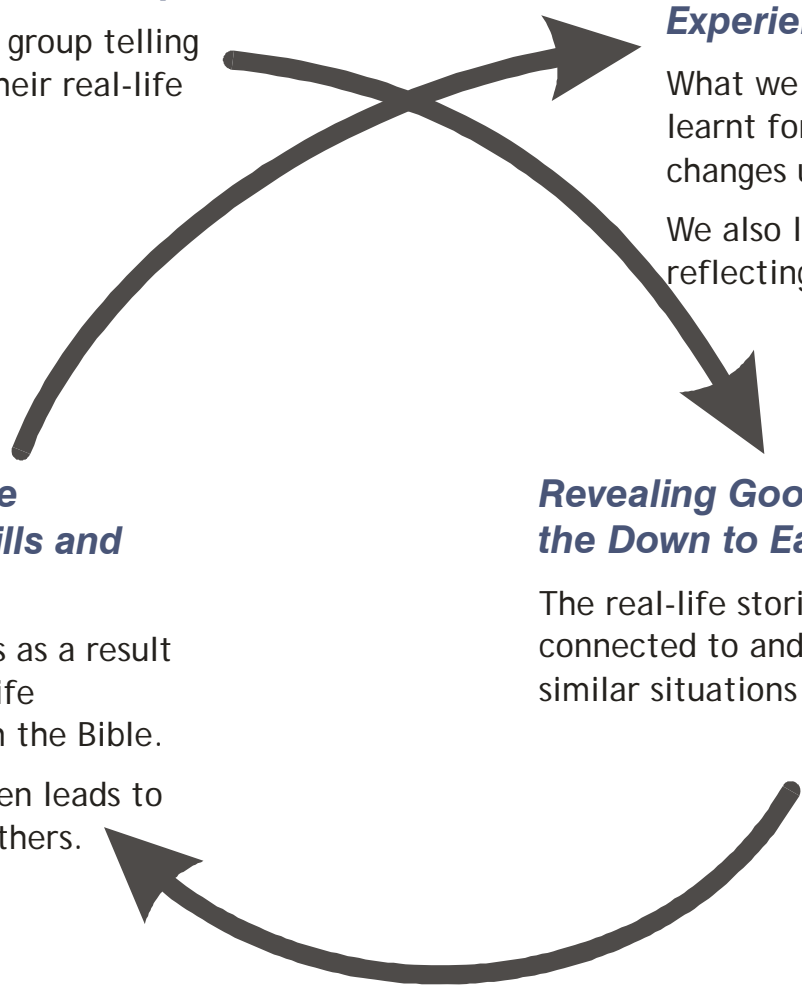 group telling
heir real-life
Experie
What we
learnt for
changes u
We also l
reflecting
e
ills and
s as a result
ife
n the Bible.
en leads to
thers.
Revealing Goo
the Down to Ea
The real-life stori
connected to and
similar situations